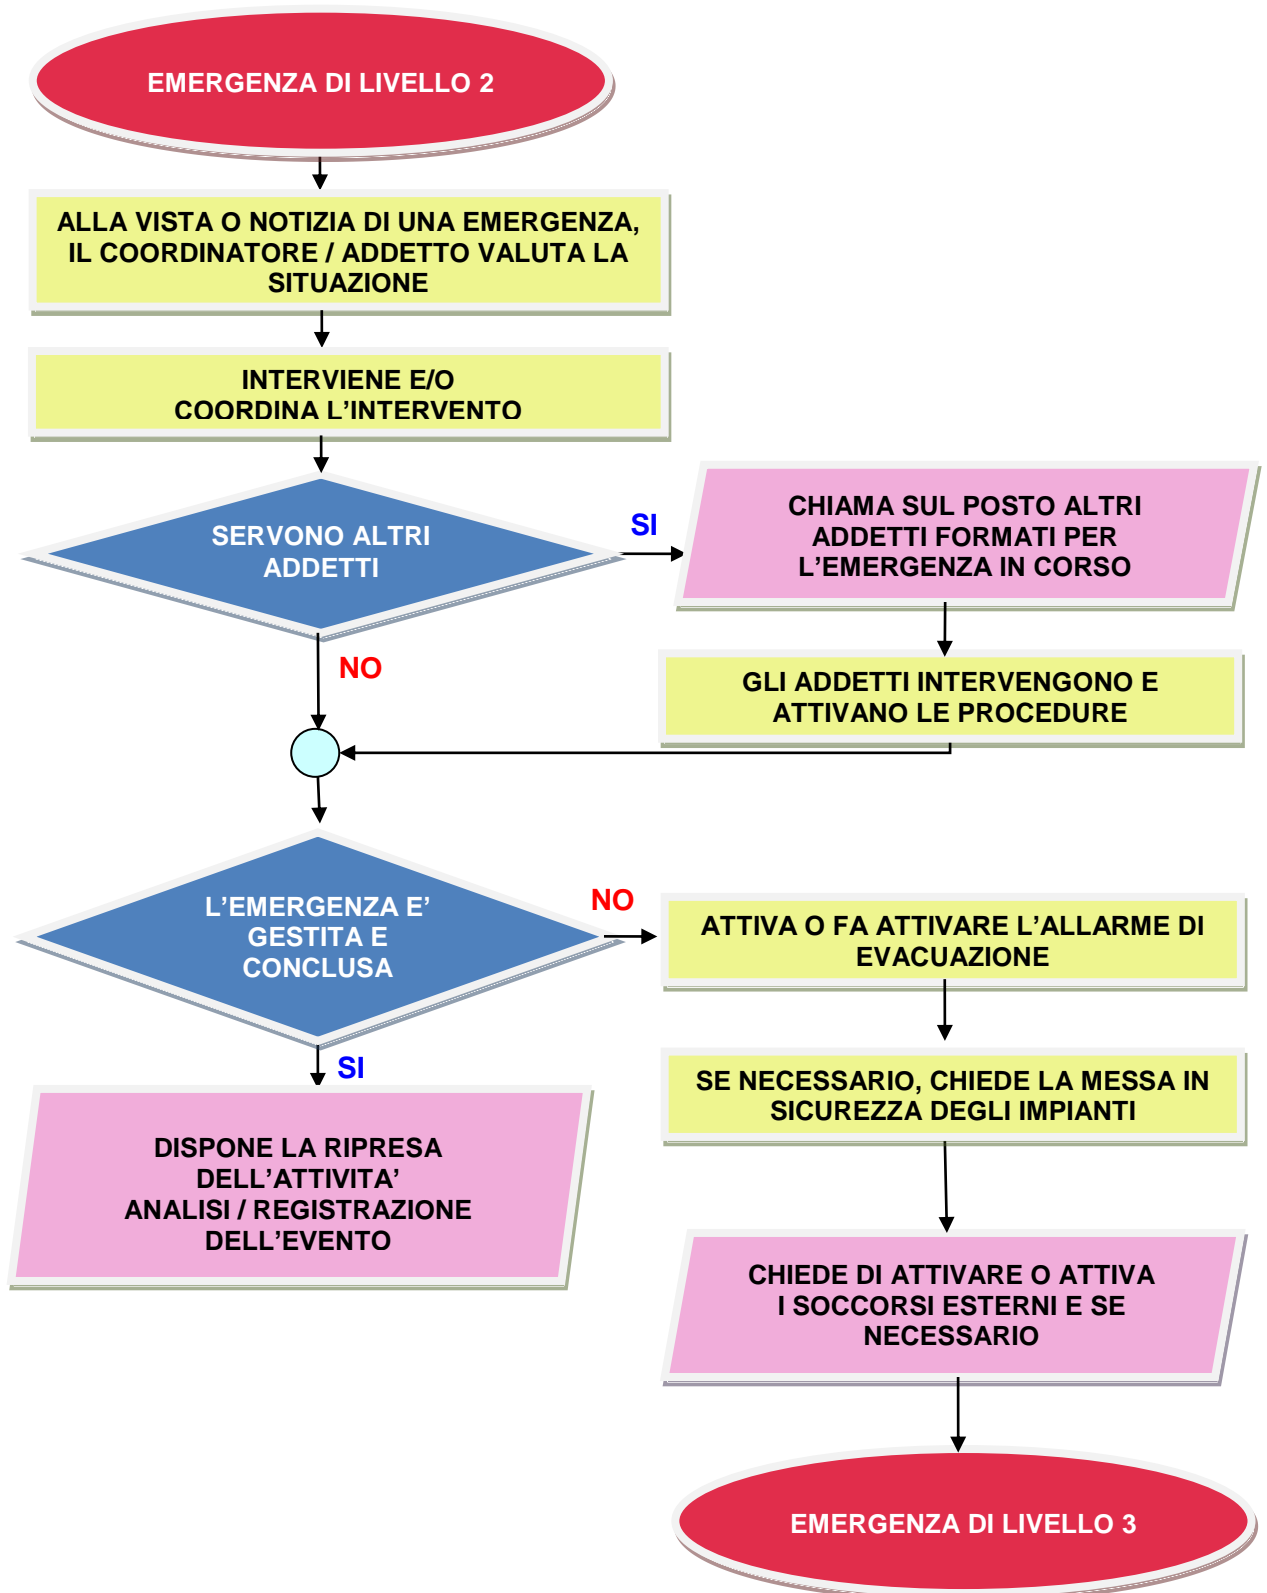 EMERGENZA DI LIVELLO 2
ALLA VISTA O NOTIZIA DI UNA EMERGENZA,
IL COORDINATORE / ADDETTO VALUTA LA
SITUAZIONE
INTERVIENE E/O
COORDINA L’INTERVENTO
SERVONO ALTRI
ADDETTI
SI
CHIAMA SUL POSTO ALTRI
ADDETTI FORMATI PER
L’EMERGENZA IN CORSO
NO
GLI ADDETTI INTERVENGONO E
ATTIVANO LE PROCEDURE
L’EMERGENZA E’
GESTITA E
CONCLUSA
NO
ATTIVA O FA ATTIVARE L’ALLARME DI
EVACUAZIONE
SI
SE NECESSARIO, CHIEDE LA MESSA IN
SICUREZZA DEGLI IMPIANTI
DISPONE LA RIPRESA
DELL’ATTIVITA’
ANALISI / REGISTRAZIONE
DELL’EVENTO
CHIEDE DI ATTIVARE O ATTIVA
I SOCCORSI ESTERNI E SE
NECESSARIO
EMERGENZA DI LIVELLO 3